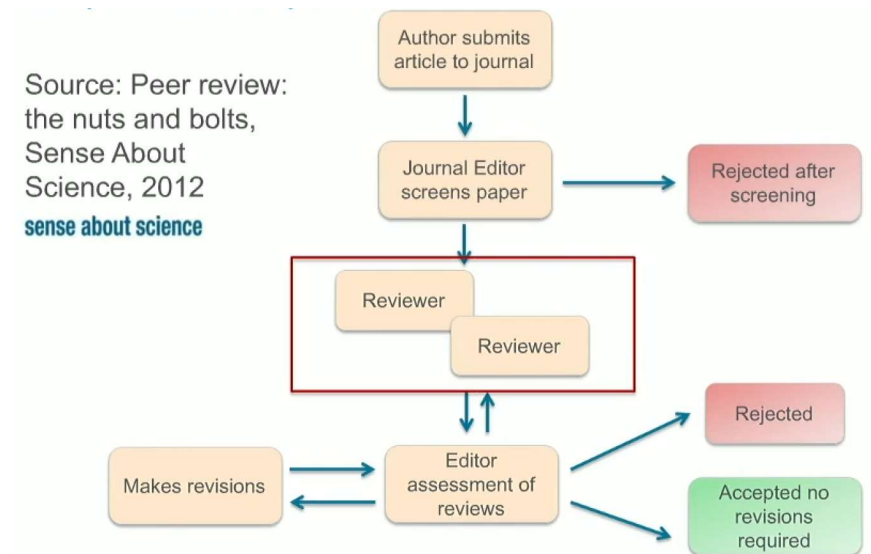 Source: Peer review:
the nuts and bolts,
Sense About
Science, 2012
sense about science
Author submits
article to journal
Journal Editor
screens paper
Rejected after
screening
Reviewer
Reviewer
Rejected
Makes revisions
Editor
assessment of
reviews
Accepted no
revisions
required